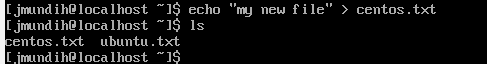 [jmundih@localhost ~]$ echo "my new file" > centos.txt
[jmundih@localhost ~]$ ls
centos.txt  ubuntu.txt
[jmundih@localhost ~]$